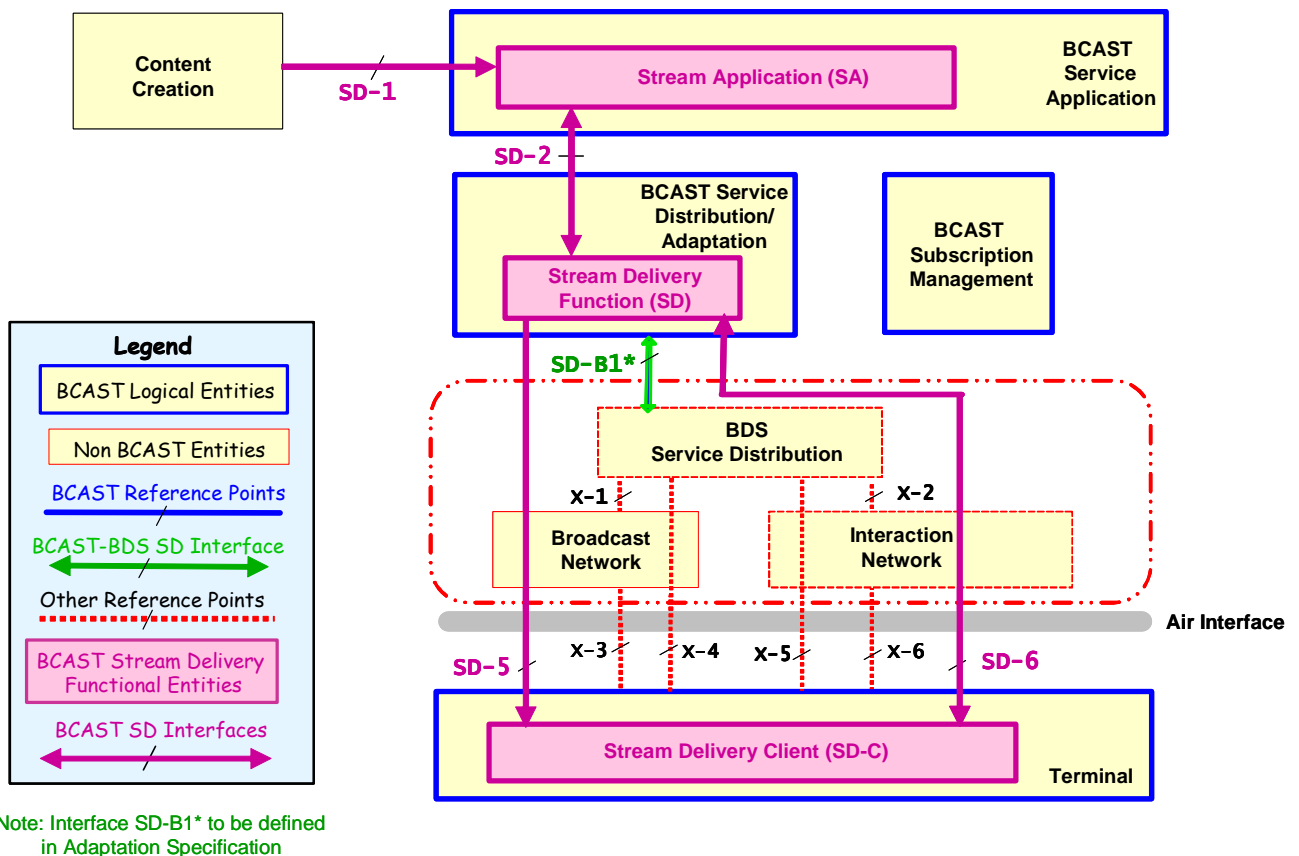 Content
Creation
SD-1
Stream Application (SA)
BCAST
Service
Application
SD-2
BCAST Service
Distribution/
Adaptation
Stream Delivery
Function (SD)
BCAST
Subscription
Management
SD-B1*
BDS
Service Distribution
X-1
X-2
Broadcast
Network
Interaction
Network
Air Interface
SD-5
X-3
X-4
X-5
X-6
SD-6
Stream Delivery Client (SD-C)
Terminal
Legend
BCAST Logical Entities
Non BCAST Entities
BCAST Reference Points
BCAST-BDS SD Interface
Other Reference Points
BCAST Stream Delivery
Functional Entities
BCAST SD Interfaces
Note: Interface SD-B1* to be defined
in Adaptation Specification